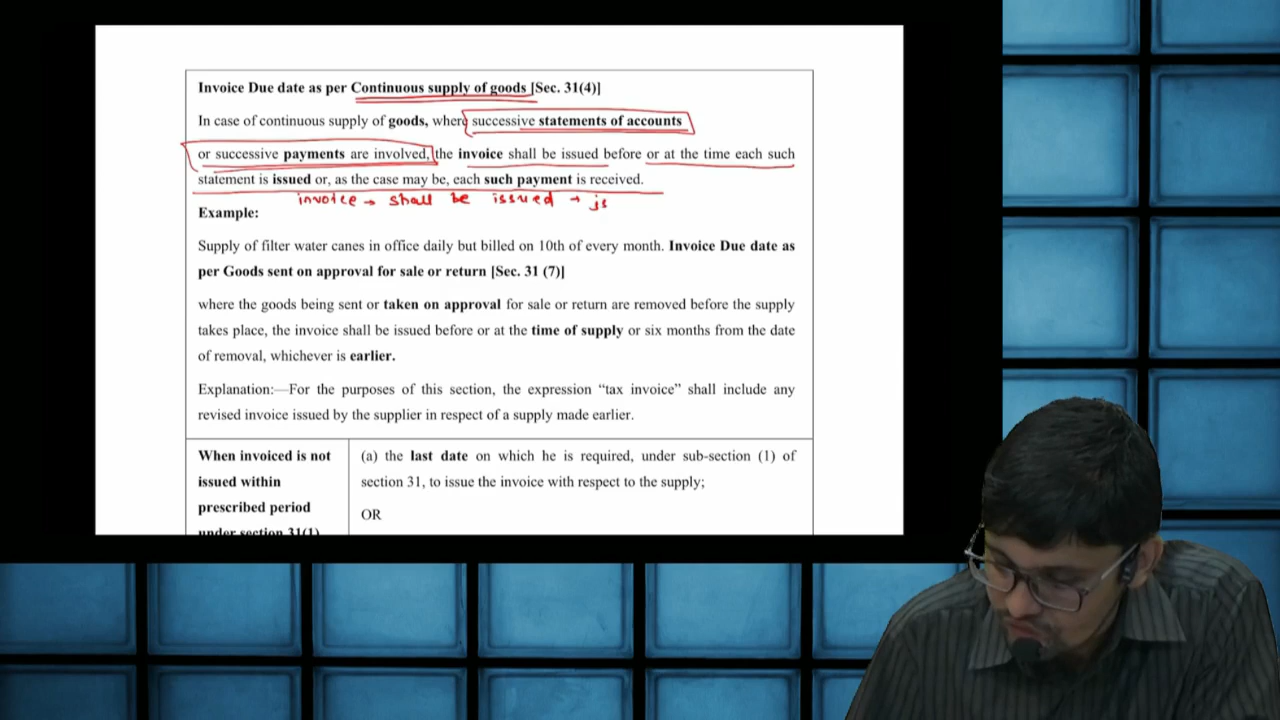 Invoice Due date as per Continuous supply of goods [Sec. 31(4)]
In case of continuous supply of goods, where successive statements of accounts
or successive payments are involved, the invoice shall be issued before or at the time each such
statement is issued or, as the case may be, each such payment is received.
invoice → shall be issued →
Example:
Supply of filter water canes in office daily but billed on 10th of every month. Invoice Due date as
per Goods sent on approval for sale or return [Sec. 31 (7)]
where the goods being sent or taken on approval for sale or return are removed before the supply
takes place, the invoice shall be issued before or at the time of supply or six months from the date
of removal, whichever is earlier.
Explanation:—For the purposes of this section, the expression “tax invoice” shall include any
revised invoice issued by the supplier in respect of a supply made earlier.
When invoiced is not
issued within
prescribed period
under section 31(1)
(a) the last date on which he is required, under sub-section (1) of
section 31, to issue the invoice with respect to the supply;
OR